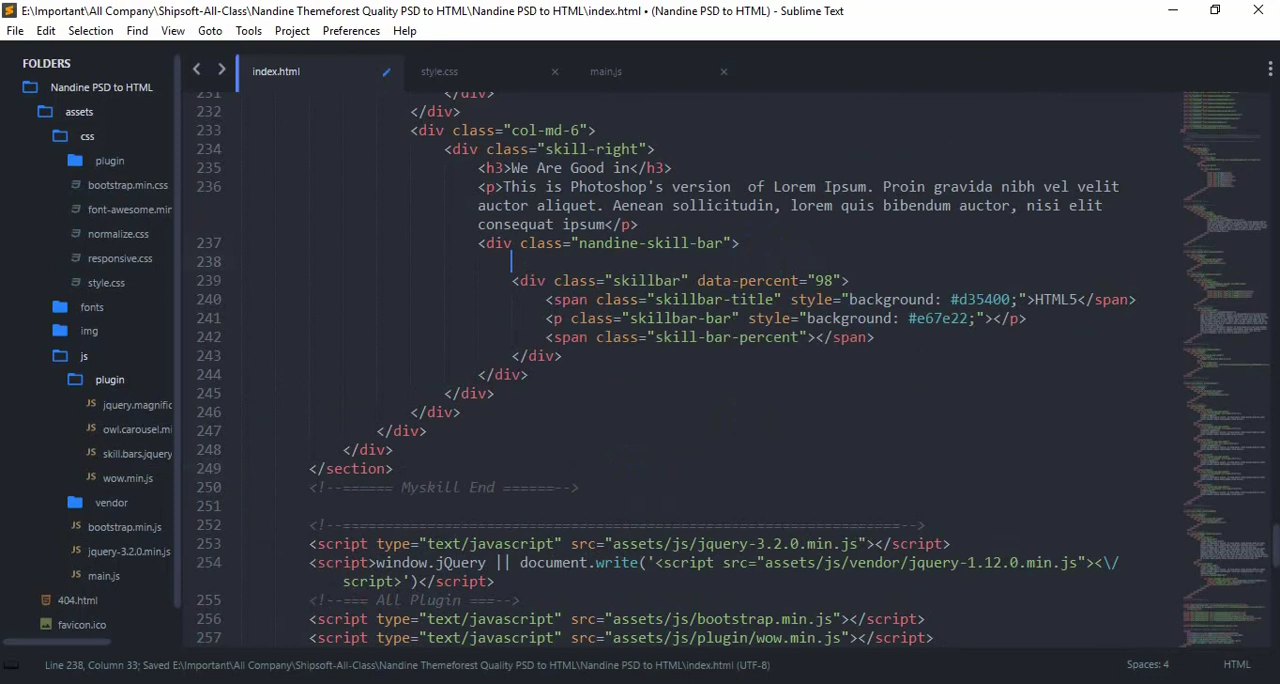 E:\Important\All Company\Shipsoft-All-Class\Nandine Themeforest Quality PSD to HTML\Nandine PSD to HTML\index.html • (Nandine PSD to HTML) - Sublime Text
File Edit Selection Find View Goto Tools Project Preferences Help
FOLDERS
Nandine PSD to HTML
assets
css
plugin
bootstrap.min.css
font-awesome.min
normalize.css
responsive.css
style.css
fonts
img
js
plugin
JS jquery.magnific
JS owl.carousel.mi
JS skill.bars.jquery
JS wow.min.js
vendor
JS bootstrap.min.js
JS jquery-3.2.0.min.js
JS main.js
404.html
favicon.ico
index.html style.css main.js
231 </div>
232 </div>
233 <div class="col-md-6">
234 <div class="skill-right">
235 <h3>We Are Good in</h3>
236 <p>This is Photoshop's version  of Lorem Ipsum. Proin gravida nibh vel velit
auctor aliquet. Aenean sollicitudin, lorem quis bibendum auctor, nisi elit
consequat ipsum</p>
237 <div class="nandine-skill-bar">
238
239 <div class="skillbar" data-percent="98">
240 <span class="skillbar-title" style="background: #d35400;">HTML5</span>
241 <p class="skillbar-bar" style="background: #e67e22;"></p>
242 <span class="skill-bar-percent"></span>
243 </div>
244 </div>
245 </div>
246 </div>
247 </div>
248 </div>
249 </section>
250 <!--====== Myskill End ======-->
251
252 <!--==================================================================-->
253 <script type="text/javascript" src="assets/js/jquery-3.2.0.min.js"></script>
254 <script>window.jQuery || document.write('<script src="assets/js/vendor/jquery-1.12.0.min.js"><\/
script>')</script>
255 <!--=== All Plugin ===-->
256 <script type="text/javascript" src="assets/js/bootstrap.min.js"></script>
257 <script type="text/javascript" src="assets/js/plugin/wow.min.js"></script>
Line 238, Column 33; Saved E:\Important\All Company\Shipsoft-All-Class\Nandine Themeforest Quality PSD to HTML\Nandine PSD to HTML\index.html (UTF-8)
Spaces: 4 HTML